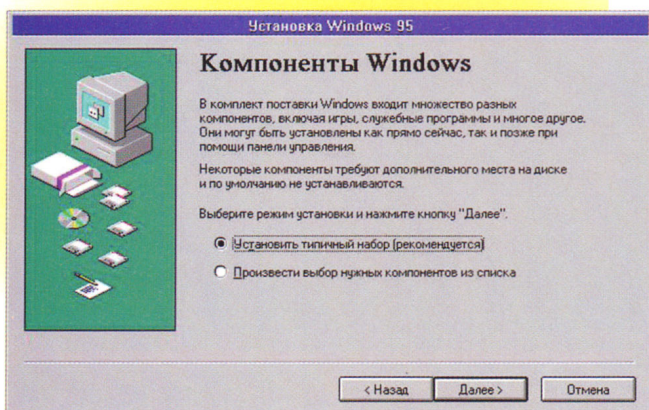 Установка Windows 95
Компоненты Windows
В комплект поставки Windows входит множество разных
компонентов, включая игры, служебные программы и многое другое.
Они могут быть установлены как прямо сейчас, так и позже при
помощи панели управления.
Некоторые компоненты требуют дополнительного места на диске
и по умолчанию не устанавливаются.
Выберите режим установки и нажмите кнопку "Далее".
Установить типичный набор (рекомендуется)
Произвести выбор нужных компонентов из списка
< Назад
Далее >
Отмена